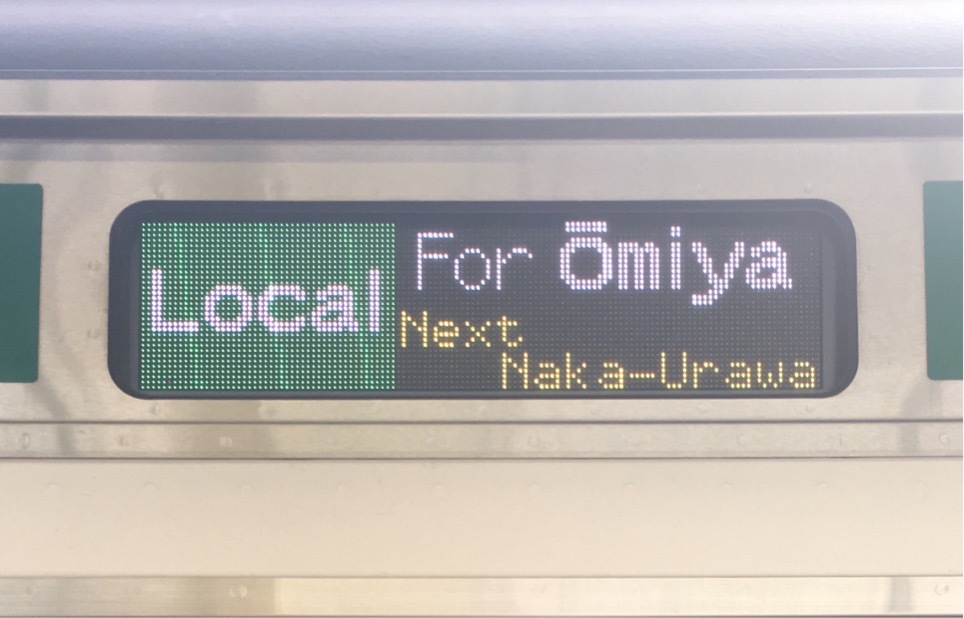 Local
For Ōmiya
Next
Naka-Urawa